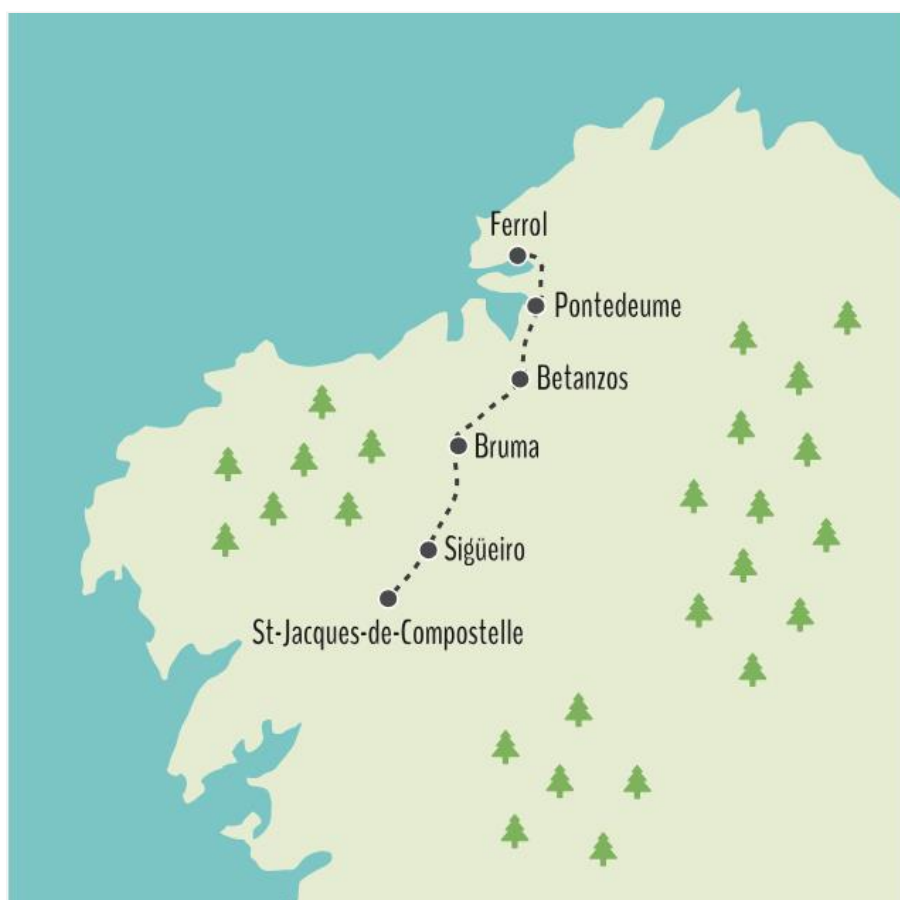 Ferrol
Pontedeume
Betanzos
Bruma
Sigüeiro
St-Jacques-de-Compostelle